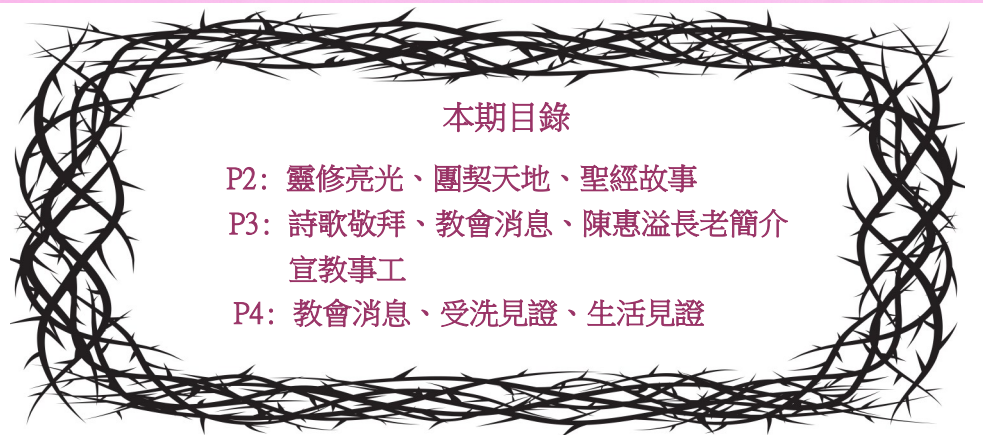 本期目錄
P2: 靈修亮光、團契天地、聖經故事
P3: 詩歌敬拜、教會消息、陳惠溢長老簡介
宣教事工
P4: 教會消息、受洗見證、生活見證